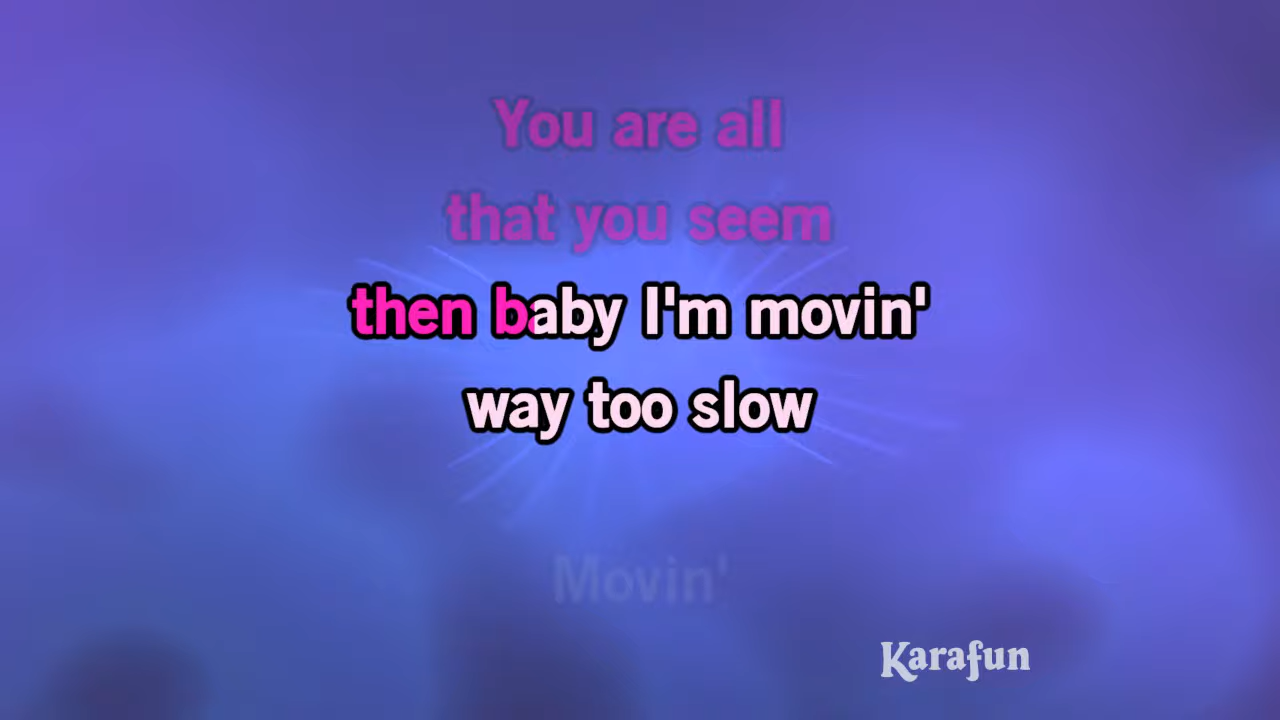 You are all
that you seem
then baby I'm movin'
way too slow
Movin'
Karafun